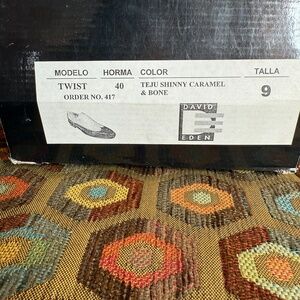 MODELO HORMA COLOR TALLA
TWIST 40 TEJU SHINNY CARAMEL 9
ORDER NO. 417 & BONE
DAVID
EDEN